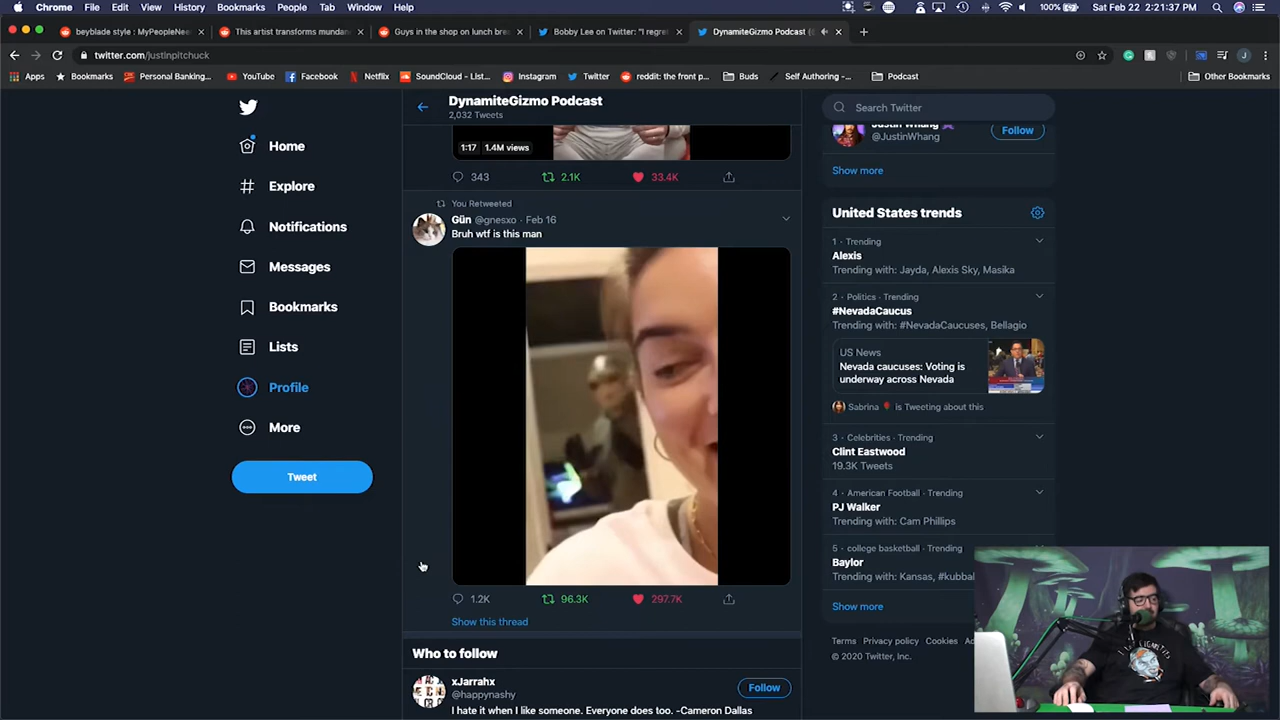 Chrome File Edit View History Bookmarks People Tab Window Help
100% Sat Feb 22 2:21:37 PM
beyblade style : MyPeopleNee
This artist transforms mundan
Guys in the shop on lunch bre
Bobby Lee on Twitter: "I regre
DynamiteGizmo Podcast (
twitter.com/justinpitchuck
Apps Bookmarks Personal Banking... YouTube Facebook Netflix SoundCloud - List... Instagram Twitter reddit: the front p... Buds Self Authoring -... Podcast Other Bookmarks
Home
Explore
Notifications
Messages
Bookmarks
Lists
Profile
More
Tweet
DynamiteGizmo Podcast
2,032 Tweets
1:17 1.4M views
343 2.1K 33.4K
You Retweeted
Gün @gnesxo · Feb 16
Bruh wtf is this man
1.2K 96.3K 297.7K
Show this thread
Who to follow
xJarrahx
@happynashy
Follow
I hate it when I like someone. Everyone does too. -Cameron Dallas
Search Twitter
Justin Whang
@JustinWhang
Follow
Show more
United States trends
1 · Trending
Alexis
Trending with: Jayda, Alexis Sky, Masika
2 · Politics · Trending
#NevadaCaucus
Trending with: #NevadaCaucuses, Bellagio
US News
Nevada caucuses: Voting is
underway across Nevada
Sabrina is Tweeting about this
3 · Celebrities · Trending
Clint Eastwood
19.3K Tweets
4 · American Football · Trending
PJ Walker
Trending with: Cam Phillips
5 · college basketball · Trending
Baylor
Trending with: Kansas, #kubbal
Show more
Terms Privacy policy Cookies
© 2020 Twitter, Inc.